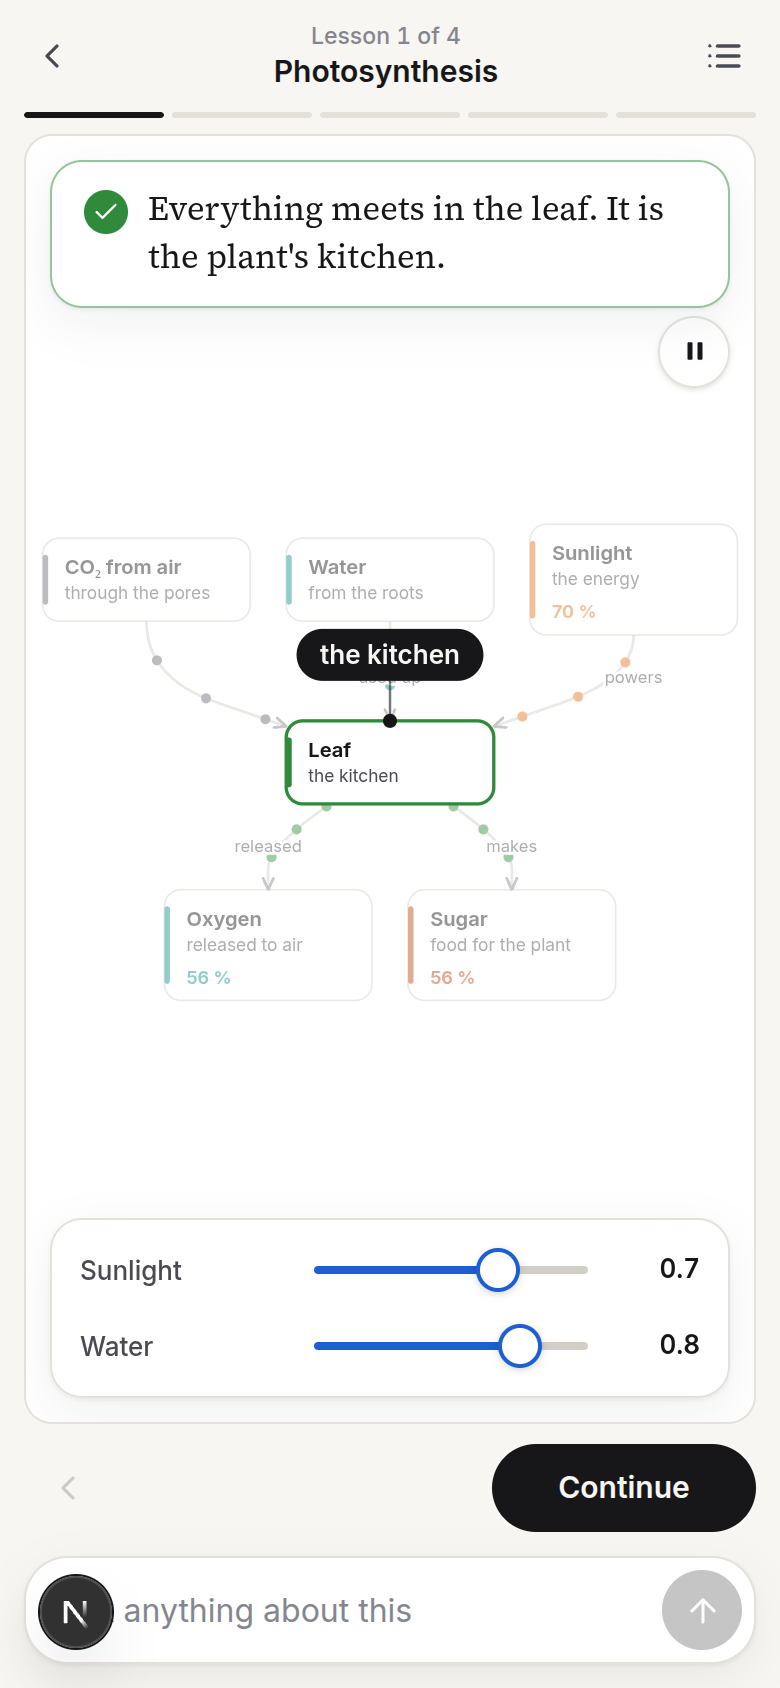 Lesson 1 of 4
Photosynthesis
Everything meets in the leaf. It is
the plant's kitchen.
CO₂ from air
through the pores
Water
from the roots
Sunlight
the energy
70 %
the kitchen
used up
powers
Leaf
the kitchen
released
makes
Oxygen
released to air
56 %
Sugar
food for the plant
56 %
Sunlight
0.7
Water
0.8
Continue
N
anything about this